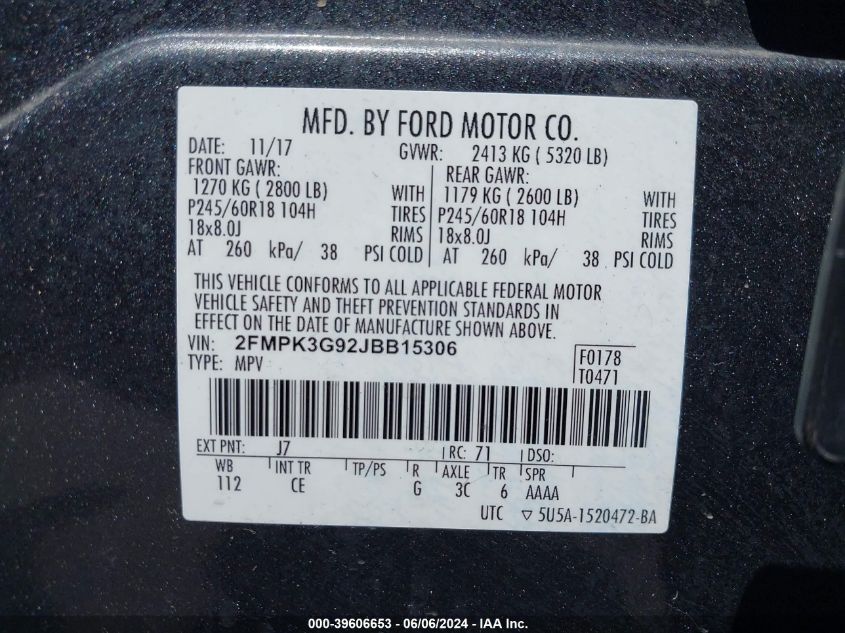 MFD. BY FORD MOTOR CO.
DATE: 11/17 GVWR: 2413 KG ( 5320 LB)
FRONT GAWR: REAR GAWR:
1270 KG ( 2800 LB) WITH 1179 KG ( 2600 LB) WITH
P245/60R18 104H TIRES P245/60R18 104H TIRES
18x8.0J RIMS 18x8.0J RIMS
AT 260 kPa/ 38 PSI COLD AT 260 kPa/ 38 PSI COLD
THIS VEHICLE CONFORMS TO ALL APPLICABLE FEDERAL MOTOR
VEHICLE SAFETY AND THEFT PREVENTION STANDARDS IN
EFFECT ON THE DATE OF MANUFACTURE SHOWN ABOVE.
VIN: 2FMPK3G92JBB15306 F0178
TYPE: MPV T0471
EXT PNT: J7 RC: 71 DSO:
WB INT TR TP/PS R AXLE TR SPR
112 CE G 3C 6 AAAA
UTC ▽ 5U5A-1520472-BA
000-39606653 / 06/06/2024 - IAA Inc.